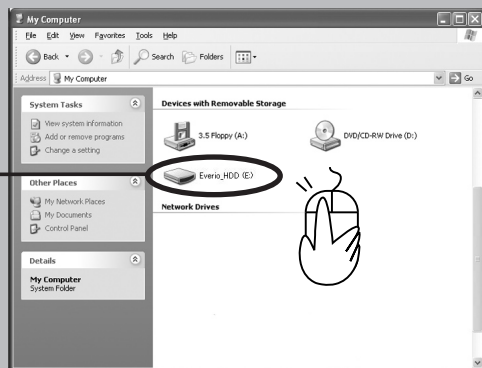 My Computer
File Edit View Favorites Tools Help
Back Search Folders
Address My Computer Go
System Tasks
View system information
Add or remove programs
Change a setting
Other Places
My Network Places
My Documents
Control Panel
Details
My Computer
System Folder
Devices with Removable Storage
3.5 Floppy (A:)
DVD/CD-RW Drive (D:)
Everio_HDD (E:)
Network Drives